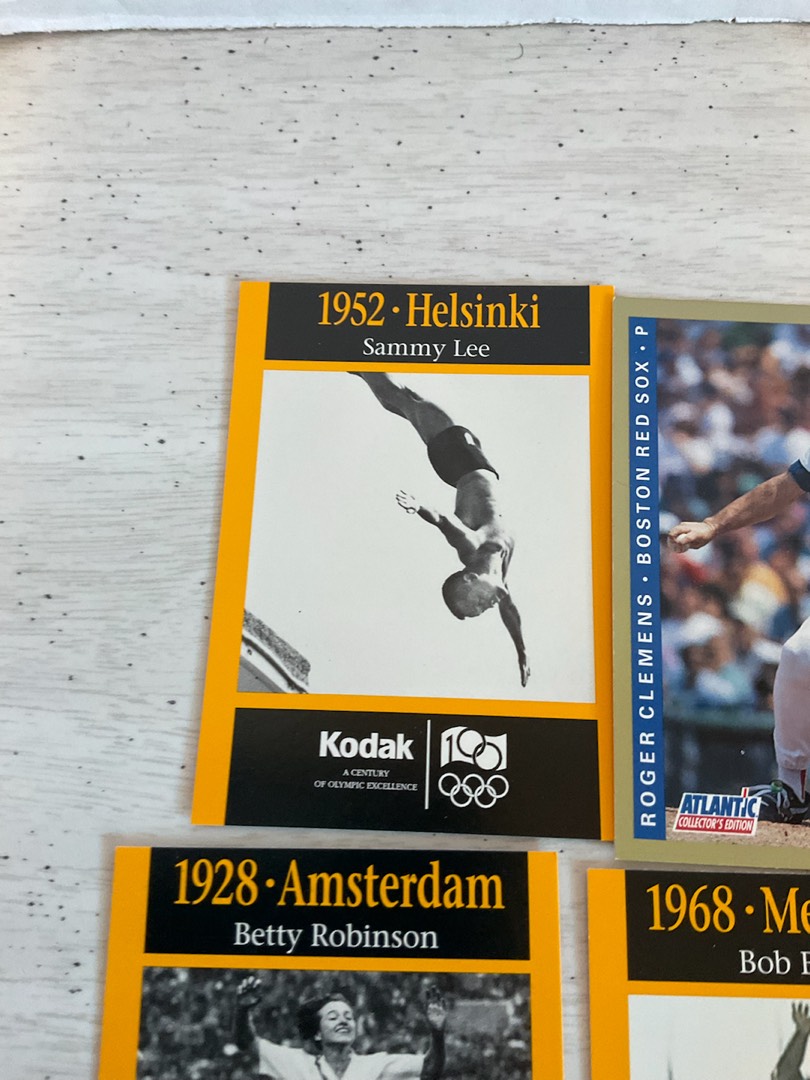 1952 · Helsinki
Sammy Lee
Kodak
A CENTURY
OF OLYMPIC EXCELLENCE
100
ROGER CLEMENS · BOSTON RED SOX · P
ATLANTIC
COLLECTOR'S EDITION
1928 · Amsterdam
Betty Robinson
1968 ·
Bob